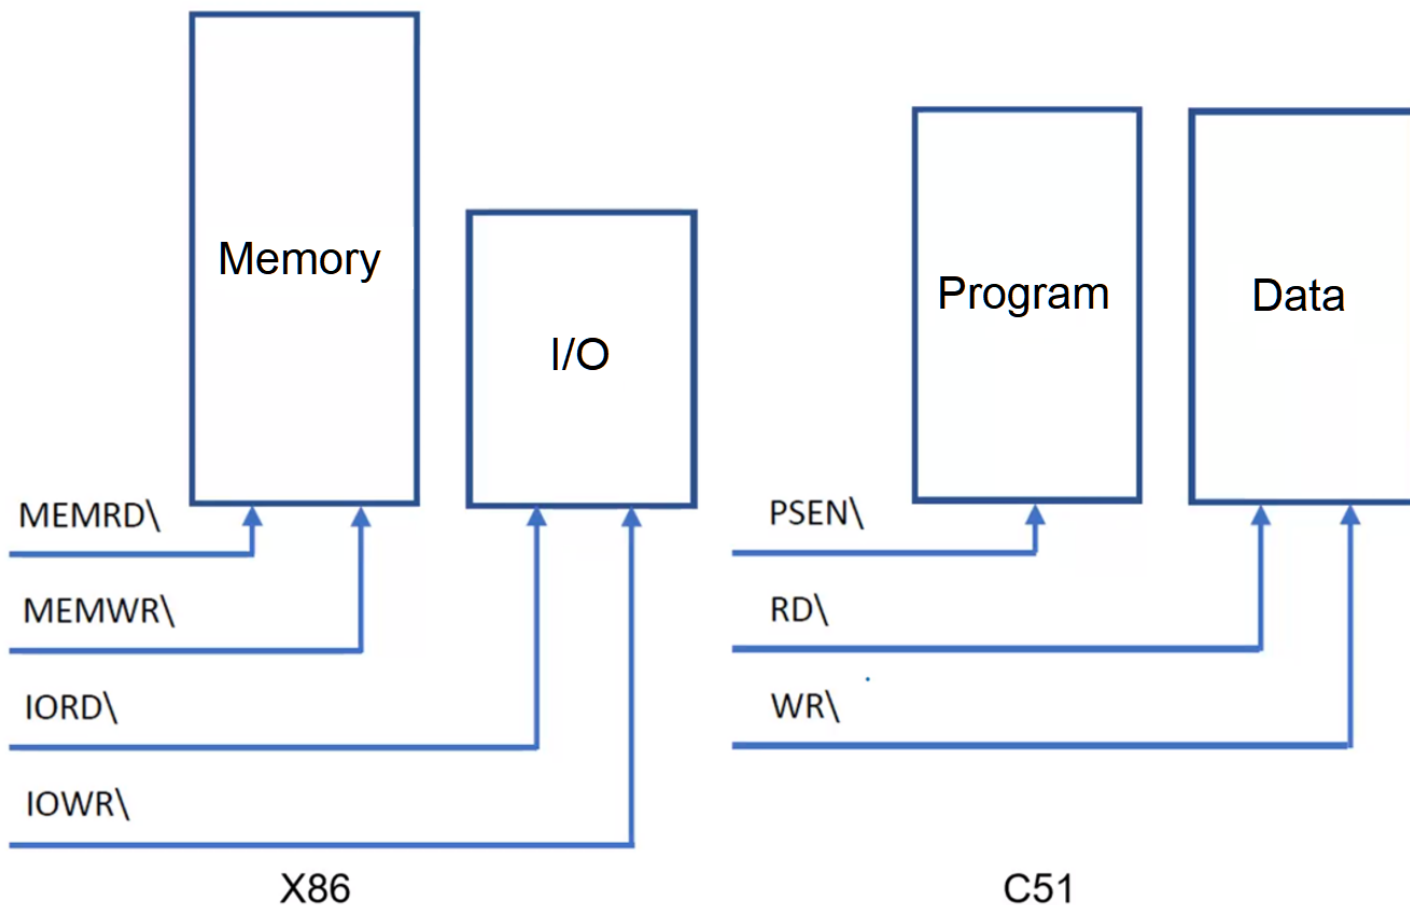 Memory
I/O
MEMRD\
MEMWR\
IORD\
IOWR\
X86
Program
Data
PSEN\
RD\
WR\
C51